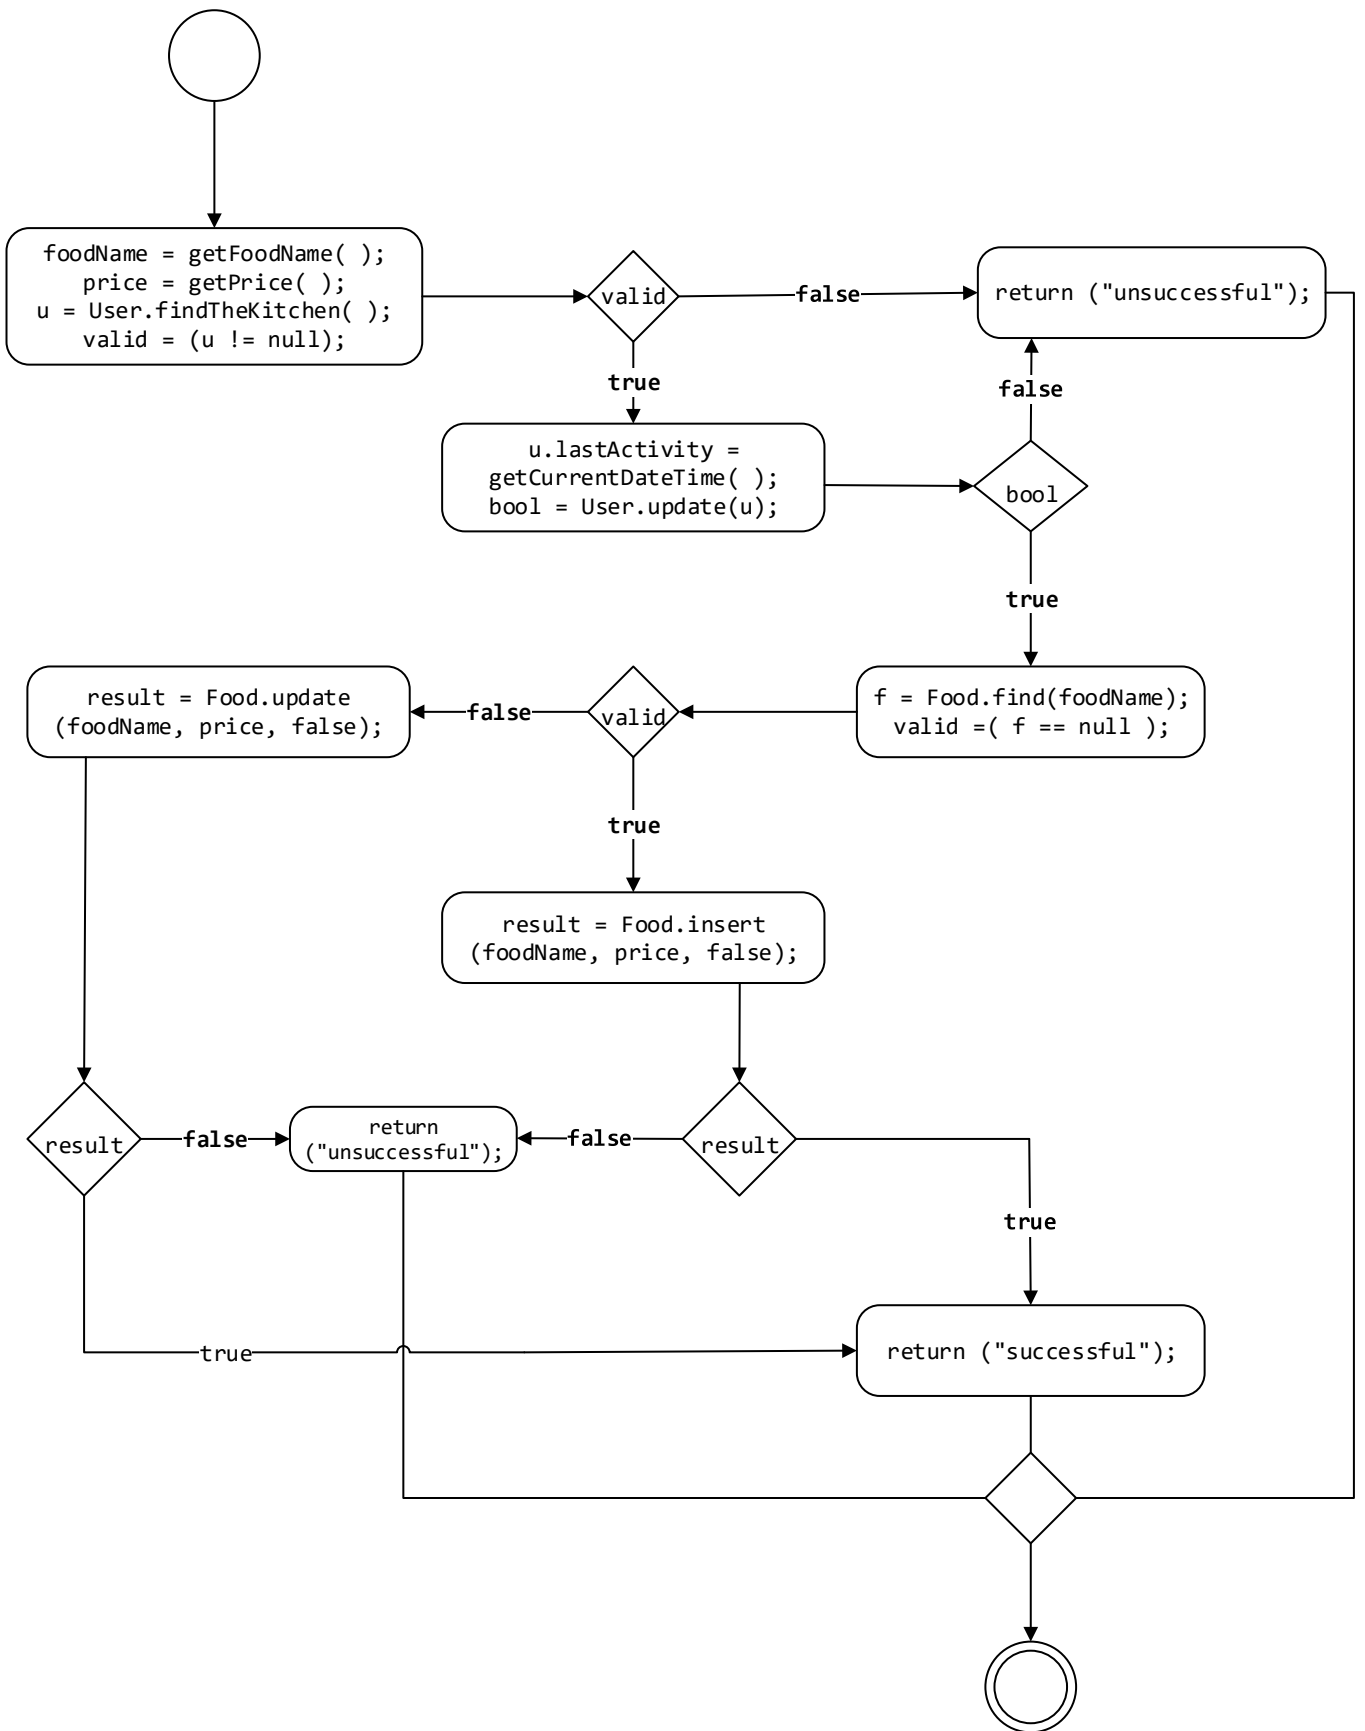 foodName = getFoodName( );
price = getPrice( );
u = User.findTheKitchen( );
valid = (u != null);
valid
false
return ("unsuccessful");
true
false
u.lastActivity =
getCurrentDateTime( );
bool = User.update(u);
bool
true
result = Food.update
(foodName, price, false);
false
valid
f = Food.find(foodName);
valid =( f == null );
true
result = Food.insert
(foodName, price, false);
result
false
return
("unsuccessful");
false
result
true
true
return ("successful");